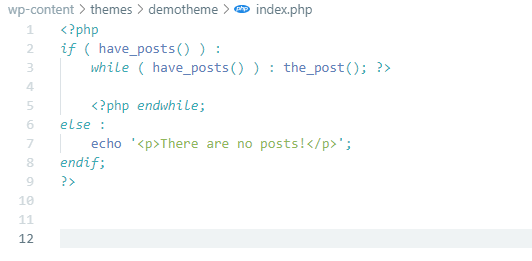 wp-content > themes > demotheme > php index.php
1 <?php
2 if ( have_posts() ) :
3     while ( have_posts() ) : the_post(); ?>
4
5     <?php endwhile;
6 else :
7     echo '<p>There are no posts!</p>';
8 endif;
9 ?>
10
11
12